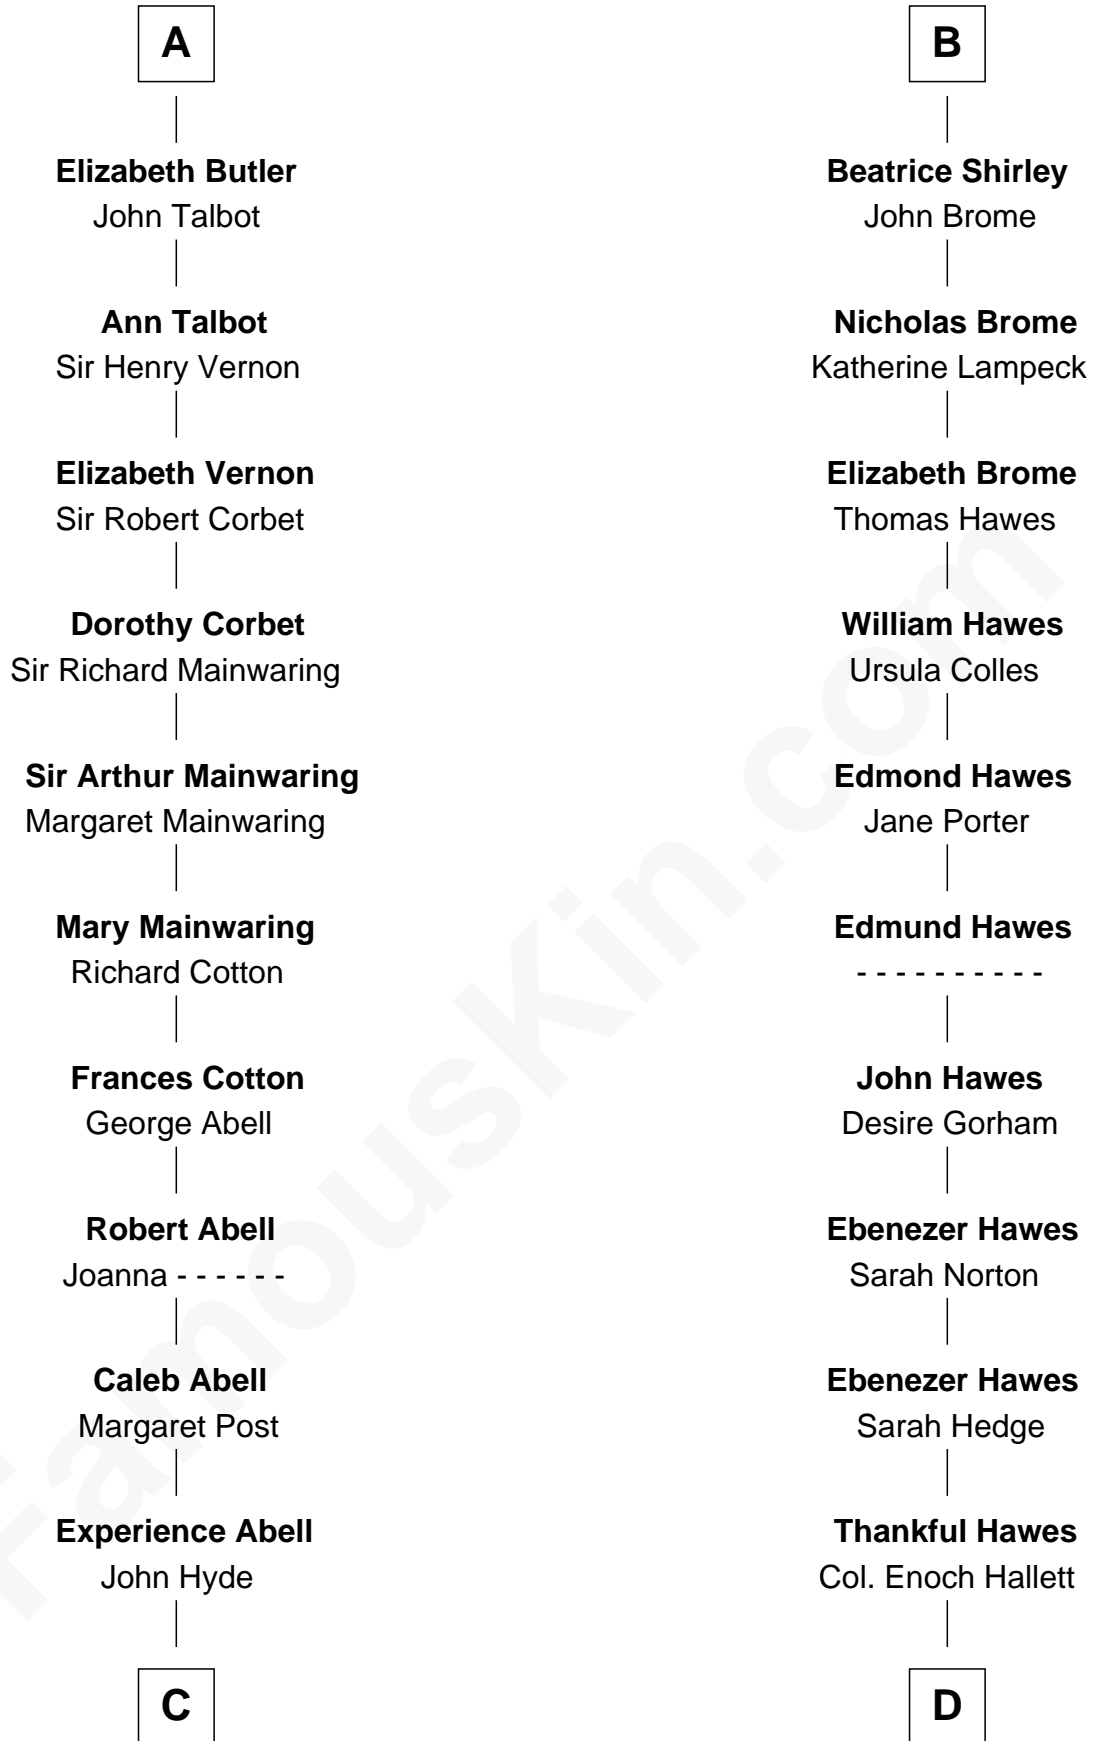 A
Elizabeth Butler
John Talbot
Ann Talbot
Sir Henry Vernon
Elizabeth Vernon
Sir Robert Corbet
Dorothy Corbet
Sir Richard Mainwaring
Sir Arthur Mainwaring
Margaret Mainwaring
Mary Mainwaring
Richard Cotton
Frances Cotton
George Abell
Robert Abell
Joanna - - - - - -
Caleb Abell
Margaret Post
Experience Abell
John Hyde
C
B
Beatrice Shirley
John Brome
Nicholas Brome
Katherine Lampeck
Elizabeth Brome
Thomas Hawes
William Hawes
Ursula Colles
Edmond Hawes
Jane Porter
Edmund Hawes
- - - - - - - - - -
John Hawes
Desire Gorham
Ebenezer Hawes
Sarah Norton
Ebenezer Hawes
Sarah Hedge
Thankful Hawes
Col. Enoch Hallett
D
FamousKin.com